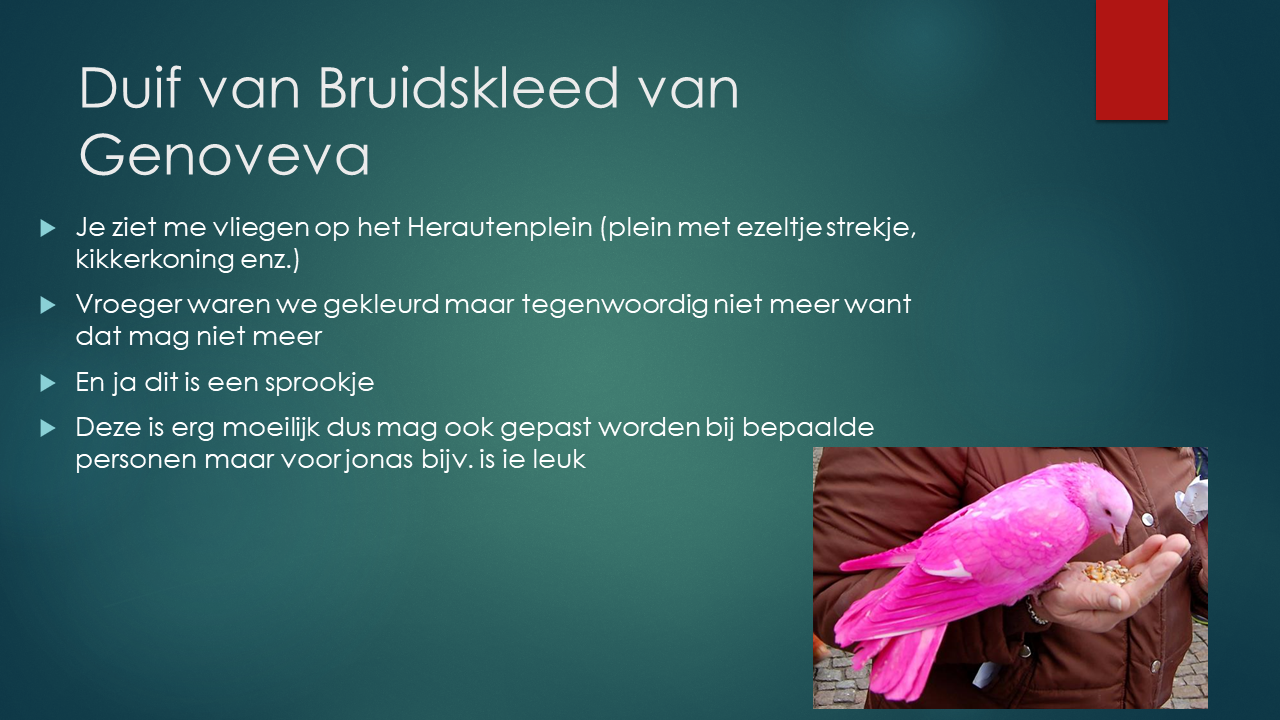 Duif van Bruidskleed van
Genoveva
Je ziet me vliegen op het Herautenplein (plein met ezeltje strekje,
kikkerkoning enz.)
Vroeger waren we gekleurd maar tegenwoordig niet meer want
dat mag niet meer
En ja dit is een sprookje
Deze is erg moeilijk dus mag ook gepast worden bij bepaalde
personen maar voor jonas bijv. is ie leuk